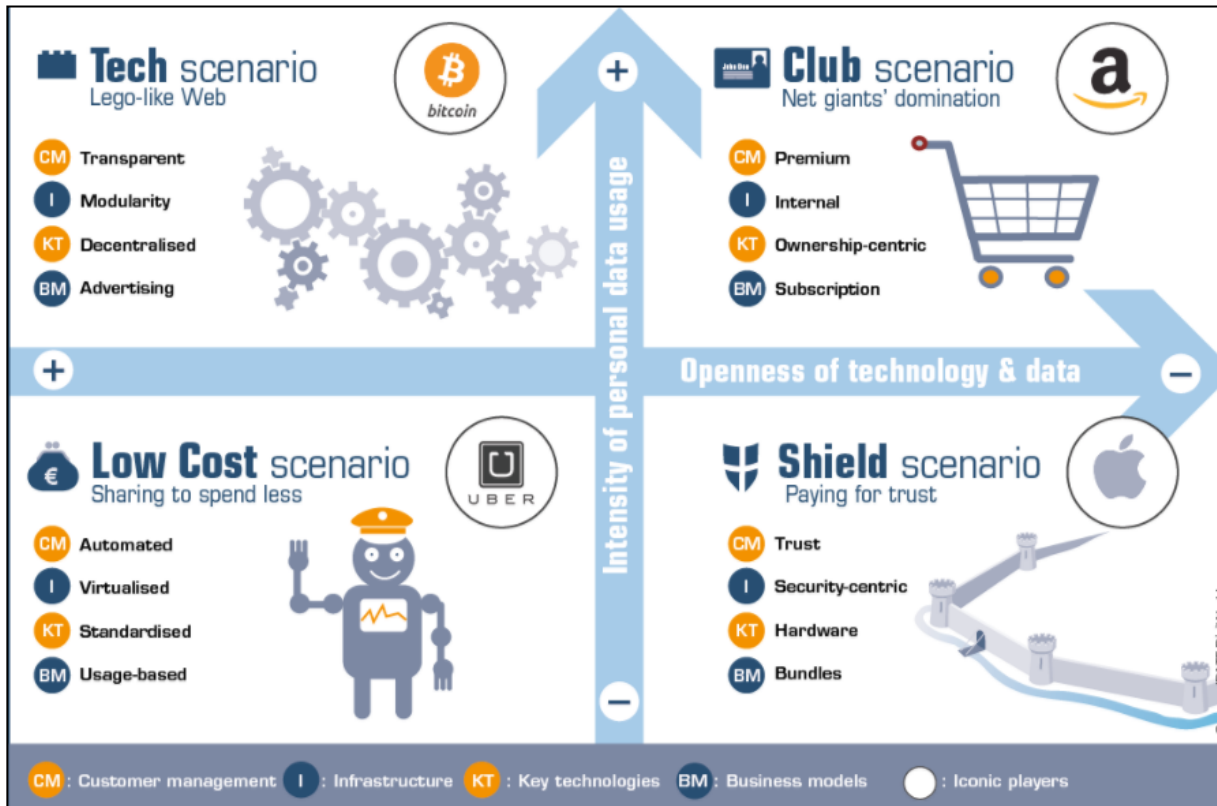 Tech scenario
Lego-like Web
bitcoin
CM Transparent
I Modularity
KT Decentralised
BM Advertising
+
Intensity of personal data usage
John Doe
Club scenario
Net giants' domination
a
CM Premium
I Internal
KT Ownership-centric
BM Subscription
+
Openness of technology & data
−
€
Low Cost scenario
Sharing to spend less
U
UBER
CM Automated
I Virtualised
KT Standardised
BM Usage-based
−
Shield scenario
Paying for trust
CM Trust
I Security-centric
KT Hardware
BM Bundles
CM : Customer management I : Infrastructure KT : Key technologies BM : Business models : Iconic players